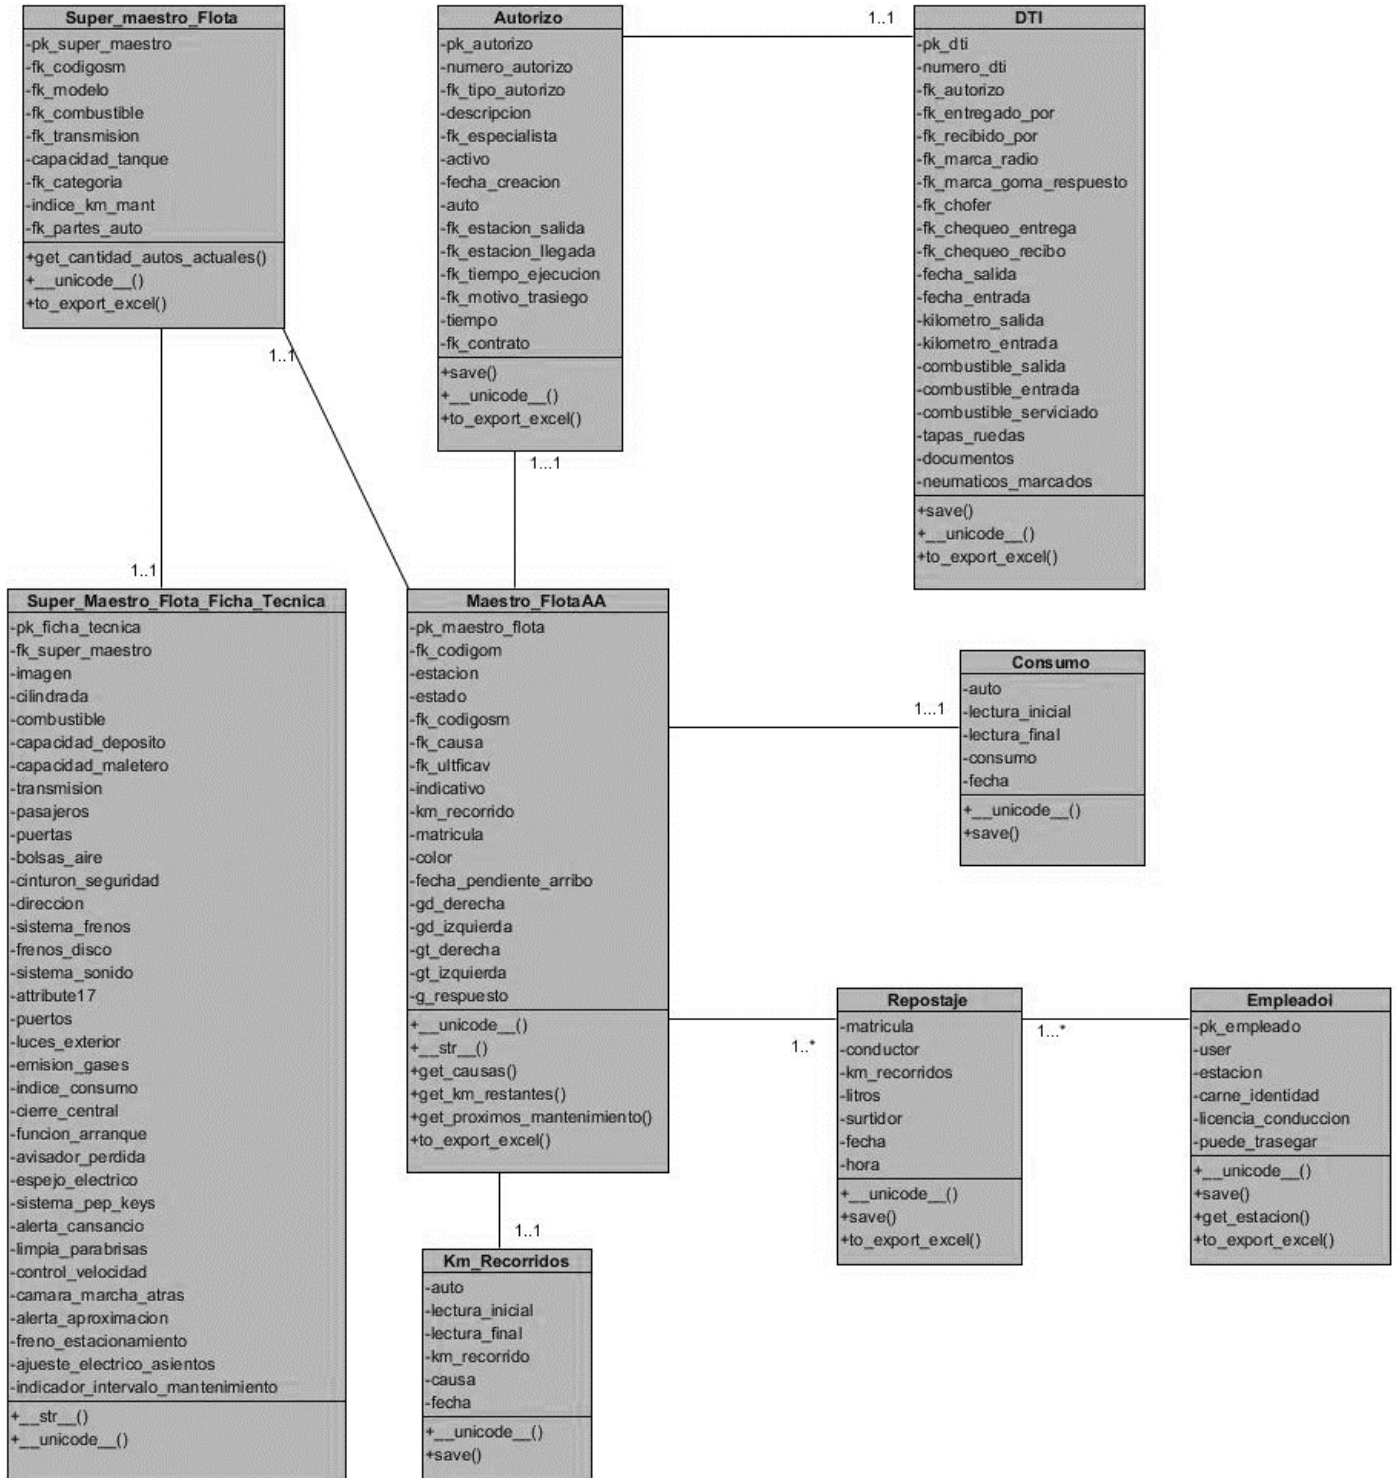 Super_maestro_Flota
-pk_super_maestro
-fk_codigosm
-fk_modelo
-fk_combustible
-fk_transmision
-capacidad_tanque
-fk_categoria
-indice_km_mant
-fk_partes_auto
+get_cantidad_autos_actuales()
+__unicode__()
+to_export_excel()
1..1
1..1
Autorizo
-pk_autorizo
-numero_autorizo
-fk_tipo_autorizo
-descripcion
-fk_especialista
-activo
-fecha_creacion
-auto
-fk_estacion_salida
-fk_estacion_llegada
-fk_tiempo_ejecucion
-fk_motivo_trasiego
-tiempo
-fk_contrato
+save()
+__unicode__()
+to_export_excel()
1...1
1..1
DTI
-pk_dti
-numero_dti
-fk_autorizo
-fk_entregado_por
-fk_recibido_por
-fk_marca_radio
-fk_marca_goma_respuesto
-fk_chofer
-fk_chequeo_entrega
-fk_chequeo_recibo
-fecha_salida
-fecha_entrada
-kilometro_salida
-kilometro_entrada
-combustible_salida
-combustible_entrada
-combustible_serviciado
-tapas_ruedas
-documentos
-neumaticos_marcados
+save()
+__unicode__()
+to_export_excel()
Super_Maestro_Flota_Ficha_Tecnica
-pk_ficha_tecnica
-fk_super_maestro
-imagen
-cilindrada
-combustible
-capacidad_deposito
-capacidad_maletero
-transmision
-pasajeros
-puertas
-bolsas_aire
-cinturon_seguridad
-direccion
-sistema_frenos
-frenos_disco
-sistema_sonido
-attribute17
-puertos
-luces_exterior
-emision_gases
-indice_consumo
-cierre_central
-funcion_arranque
-avisador_perdida
-espejo_electrico
-sistema_pep_keys
-alerta_cansancio
-limpia_parabrisas
-control_velocidad
-camara_marcha_atras
-alerta_aproximacion
-freno_estacionamiento
-ajueste_electrico_asientos
-indicador_intervalo_mantenimiento
+__str__()
+__unicode__()
Maestro_FlotaAA
-pk_maestro_flota
-fk_codigom
-estacion
-estado
-fk_codigosm
-fk_causa
-fk_ultficav
-indicativo
-km_recorrido
-matricula
-color
-fecha_pendiente_arribo
-gd_derecha
-gd_izquierda
-gt_derecha
-gt_izquierda
-g_respuesto
+__unicode__()
+__str__()
+get_causas()
+get_km_restantes()
+get_proximos_mantenimiento()
+to_export_excel()
1...1
Consumo
-auto
-lectura_inicial
-lectura_final
-consumo
-fecha
+__unicode__()
+save()
1..*
Repostaje
-matricula
-conductor
-km_recorridos
-litros
-surtidor
-fecha
-hora
+__unicode__()
+save()
+to_export_excel()
1...*
Empleadoi
-pk_empleado
-user
-estacion
-carne_identidad
-licencia_conduccion
-puede_trasegar
+__unicode__()
+save()
+get_estacion()
+to_export_excel()
1..1
Km_Recorridos
-auto
-lectura_inicial
-lectura_final
-km_recorrido
-causa
-fecha
+__unicode__()
+save()